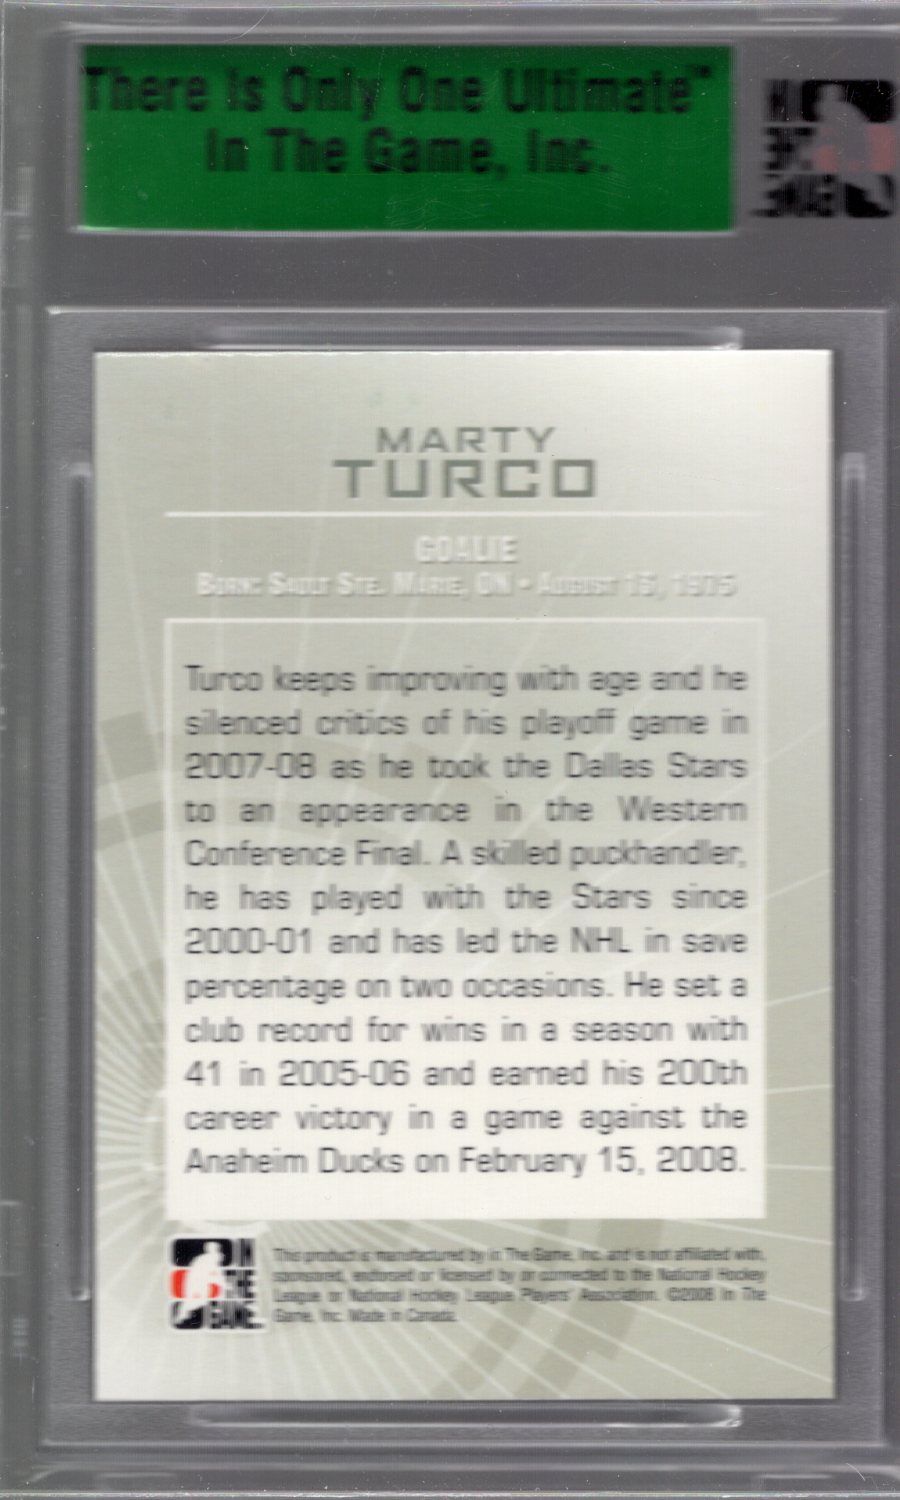 There Is Only One Ultimate™
In The Game, Inc.
IN
THE
GAME
MARTY
TURCO
GOALIE
BORN: SAULT STE. MARIE, ON • AUGUST 15, 1975
Turco keeps improving with age and he
silenced critics of his playoff game in
2007-08 as he took the Dallas Stars
to an appearance in the Western
Conference Final. A skilled puckhandler,
he has played with the Stars since
2000-01 and has led the NHL in save
percentage on two occasions. He set a
club record for wins in a season with
41 in 2005-06 and earned his 200th
career victory in a game against the
Anaheim Ducks on February 15, 2008.
IN
THE
GAME
This product is manufactured by In The Game, Inc. and is not affiliated with,
sponsored, endorsed or licensed by or connected to the National Hockey
League or National Hockey League Players' Association. ©2008 In The
Game, Inc. Made in Canada.